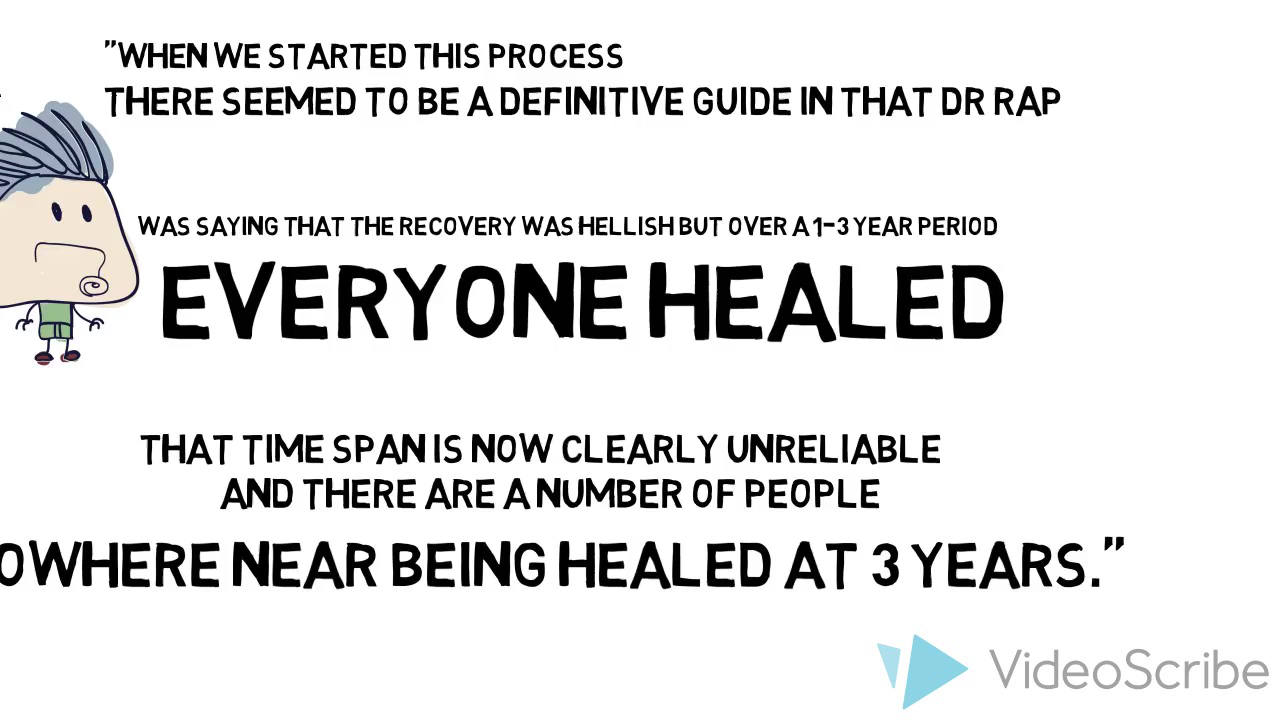 "WHEN WE STARTED THIS PROCESS
THERE SEEMED TO BE A DEFINITIVE GUIDE IN THAT DR RAP
WAS SAYING THAT THE RECOVERY WAS HELLISH BUT OVER A 1-3 YEAR PERIOD
EVERYONE HEALED
THAT TIME SPAN IS NOW CLEARLY UNRELIABLE
AND THERE ARE A NUMBER OF PEOPLE
OWHERE NEAR BEING HEALED AT 3 YEARS."
VideoScribe